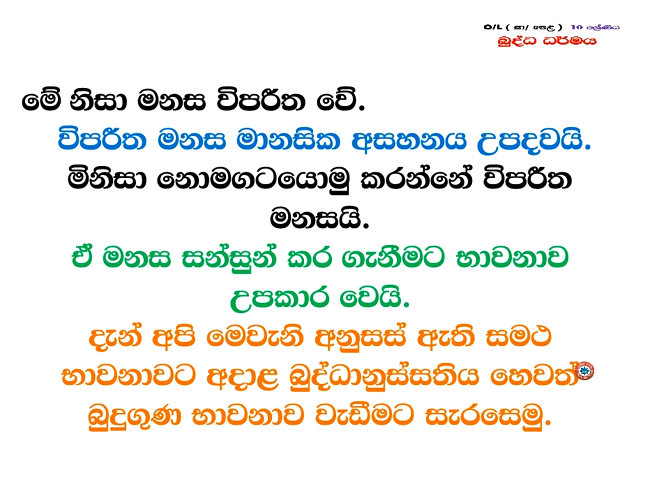 O/L ( සා/ පෙළ ) 10 ශ්‍රේණිය
බුද්ධ ධර්මය
මේ නිසා මනස විපරීත වේ.
විපරීත මනස මානසික අසහනය උපදවයි.
මිනිසා නොමගටයොමු කරන්නේ විපරීත
මනසයි.
ඒ මනස සන්සුන් කර ගැනීමට භාවනාව
උපකාර වෙයි.
දැන් අපි මෙවැනි අනුසස් ඇති සමථ
භාවනාවට අදාළ බුද්ධානුස්සතිය හෙවත්
බුදුගුණ භාවනාව වැඩීමට සැරසෙමු.